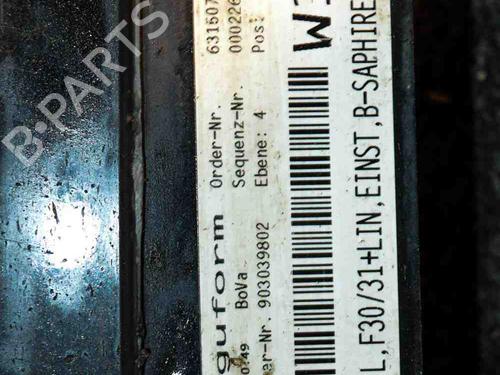 B-PARTS
guform
Order-Nr. 631507
0749 BoVa
Sequenz-Nr. 000226
er-Nr. 903039802
Ebene: 4 Pos:
L,F30/31+LIN,EINST,B-SAPHIRE